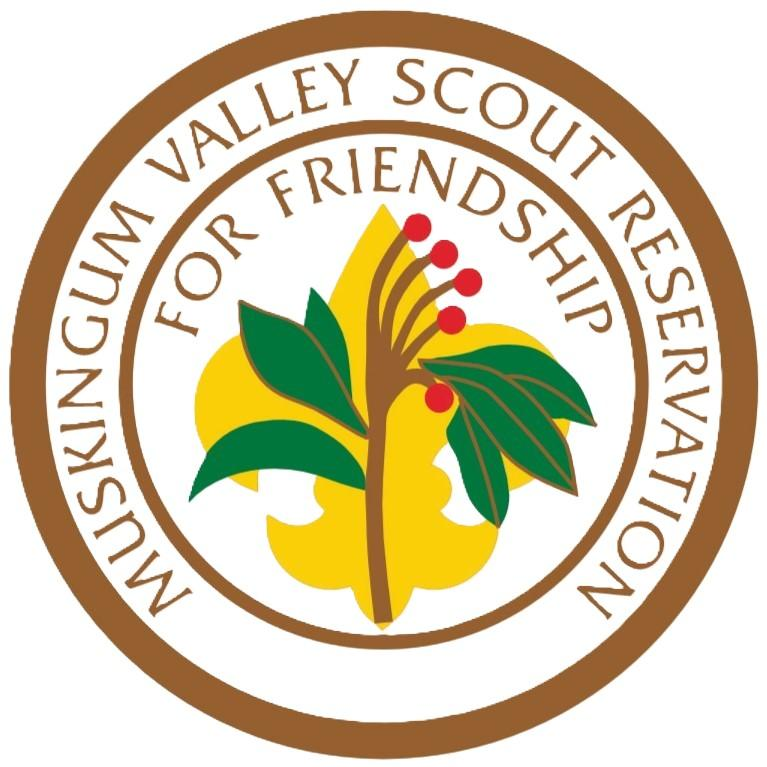 MUSKINGUM VALLEY SCOUT RESERVATION
FOR FRIENDSHIP